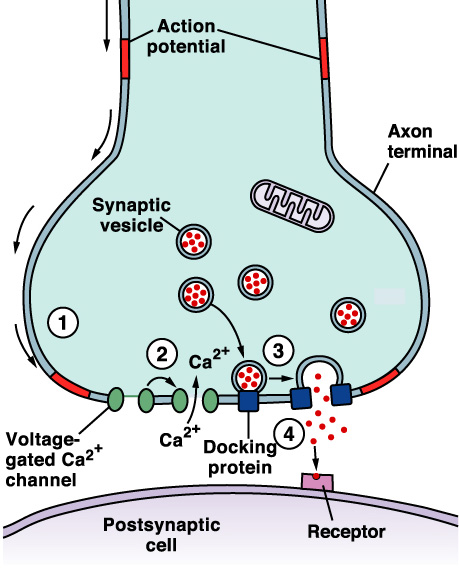 Action
potential
Axon
terminal
Synaptic
vesicle
1
2
Ca2+
3
Ca2+
4
Voltage-
gated Ca2+
channel
Docking
protein
Postsynaptic
cell
Receptor